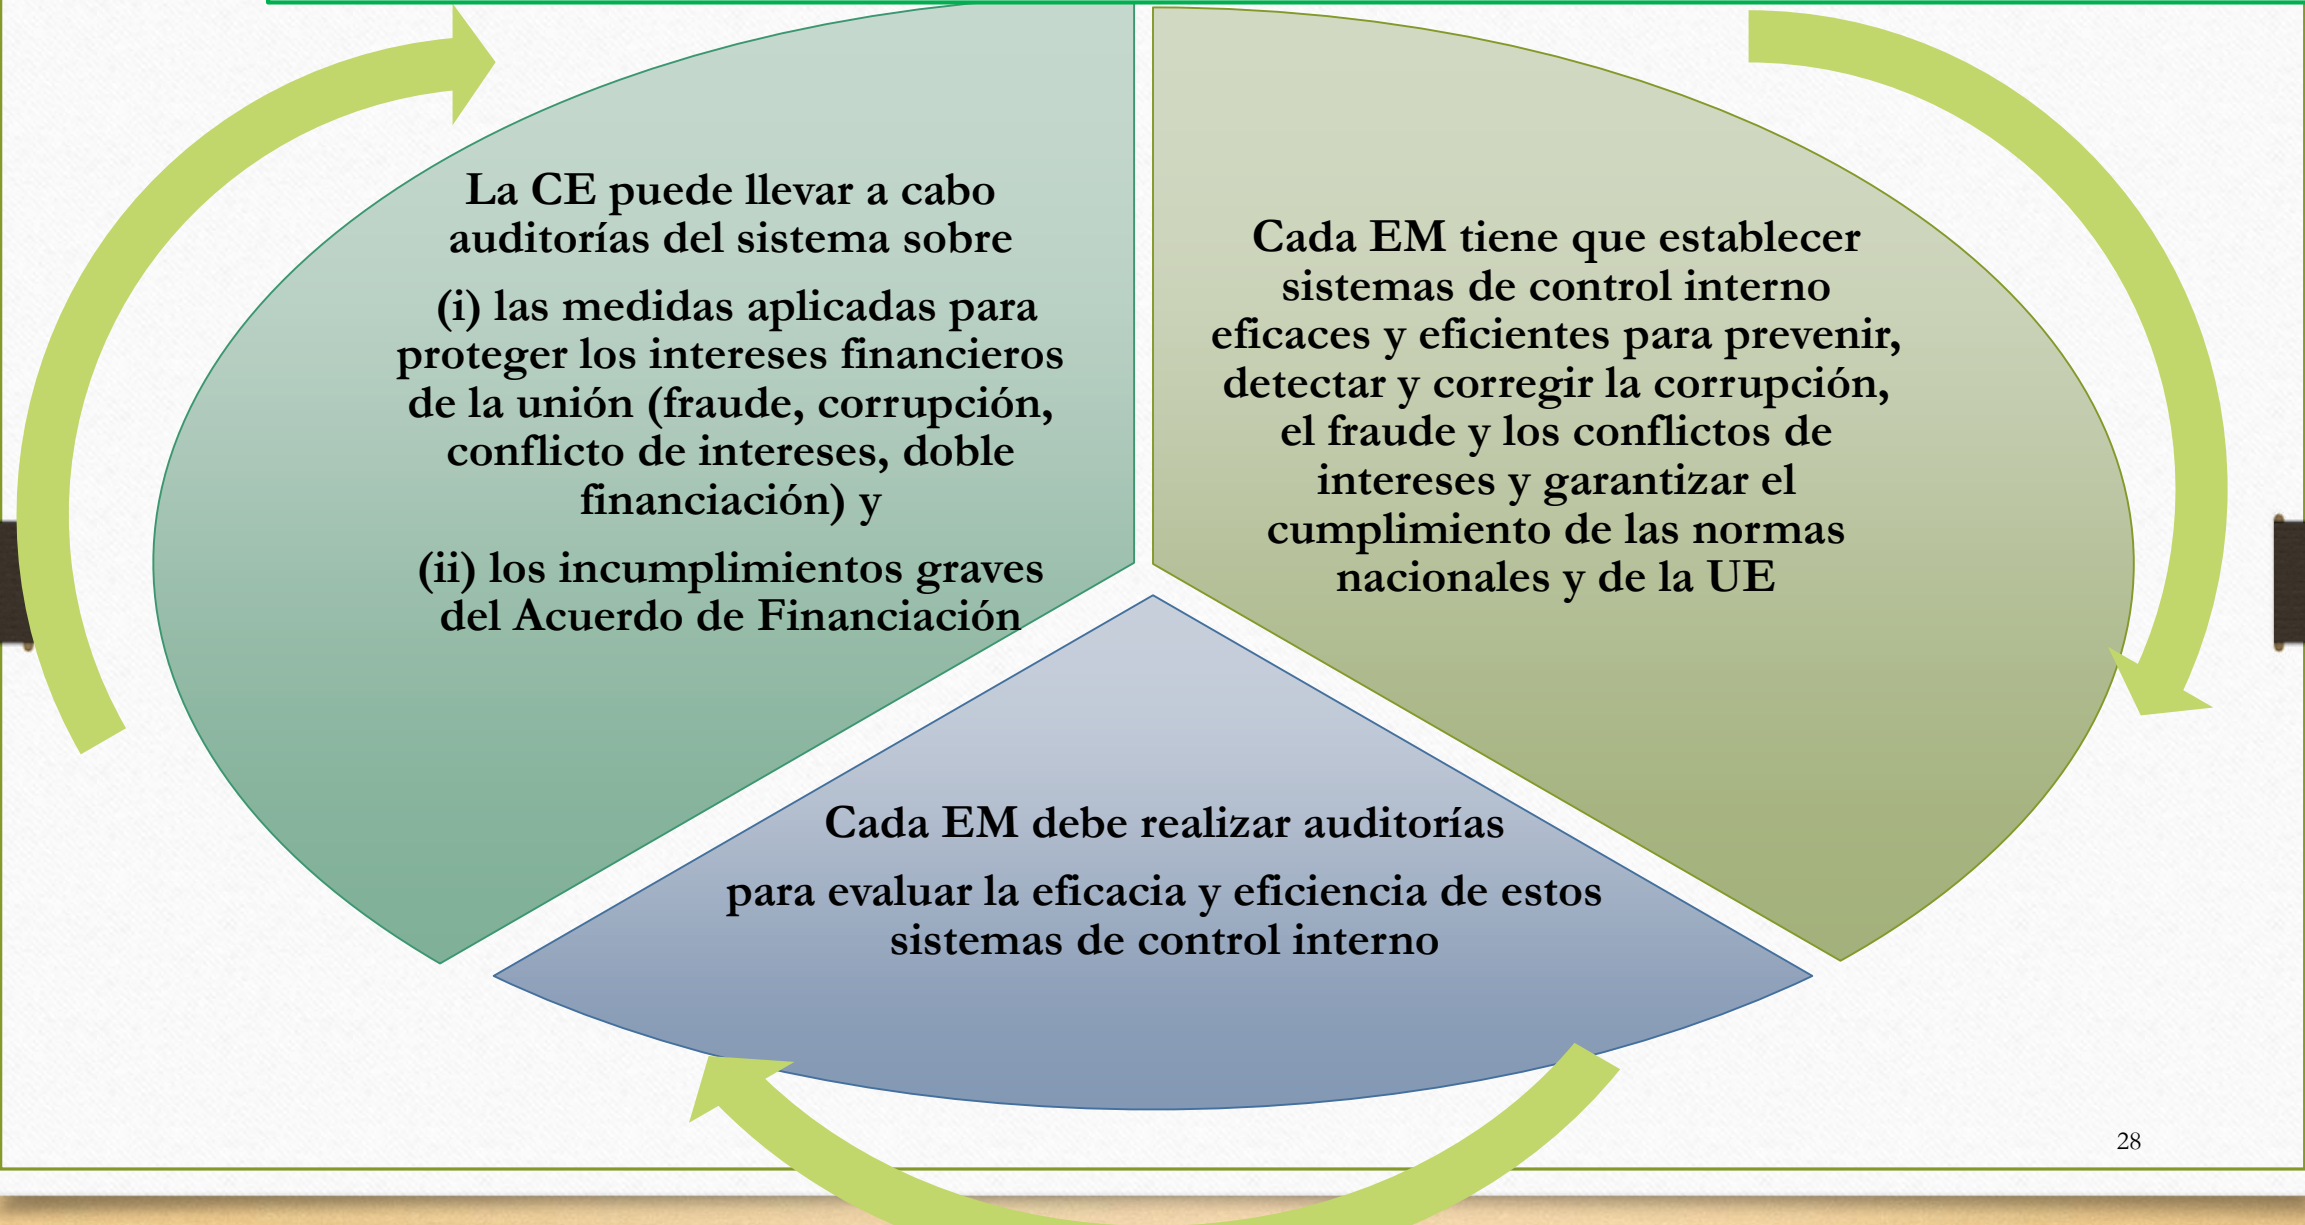 La CE puede llevar a cabo
auditorías del sistema sobre
(i) las medidas aplicadas para
proteger los intereses financieros
de la unión (fraude, corrupción,
conflicto de intereses, doble
financiación) y
(ii) los incumplimientos graves
del Acuerdo de Financiación
Cada EM tiene que establecer
sistemas de control interno
eficaces y eficientes para prevenir,
detectar y corregir la corrupción,
el fraude y los conflictos de
intereses y garantizar el
cumplimiento de las normas
nacionales y de la UE
Cada EM debe realizar auditorías
para evaluar la eficacia y eficiencia de estos
sistemas de control interno
28